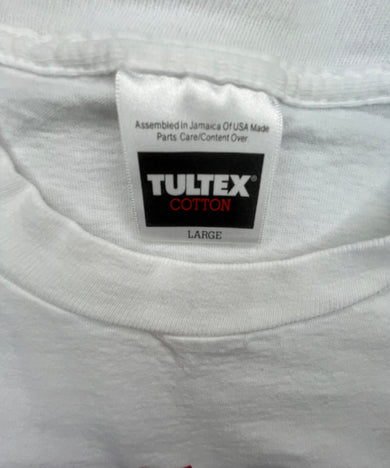 Assembled In Jamaica Of USA Made
Parts. Care/Content Over.
TULTEX®
COTTON
LARGE